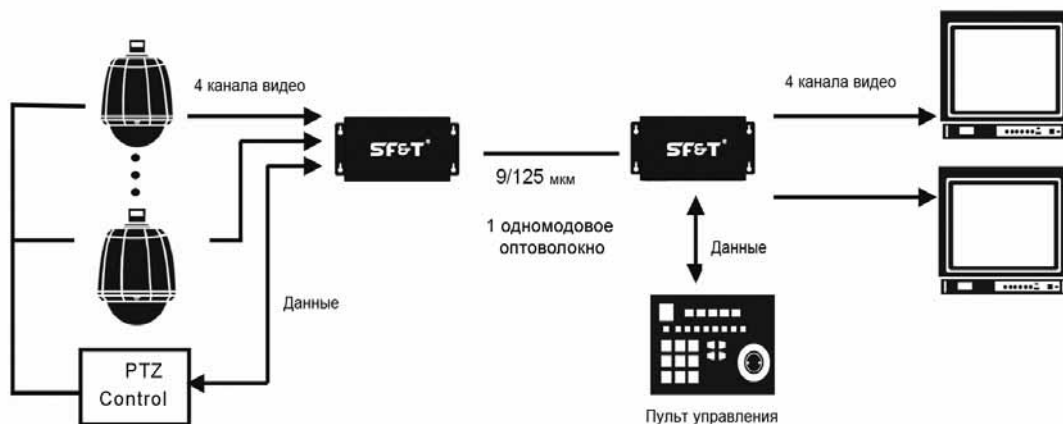 4 канала видео
4 канала видео
SF&T®
SF&T®
9/125 мкм
1 одномодовое
оптоволокно
Данные
Данные
PTZ
Control
Пульт управления